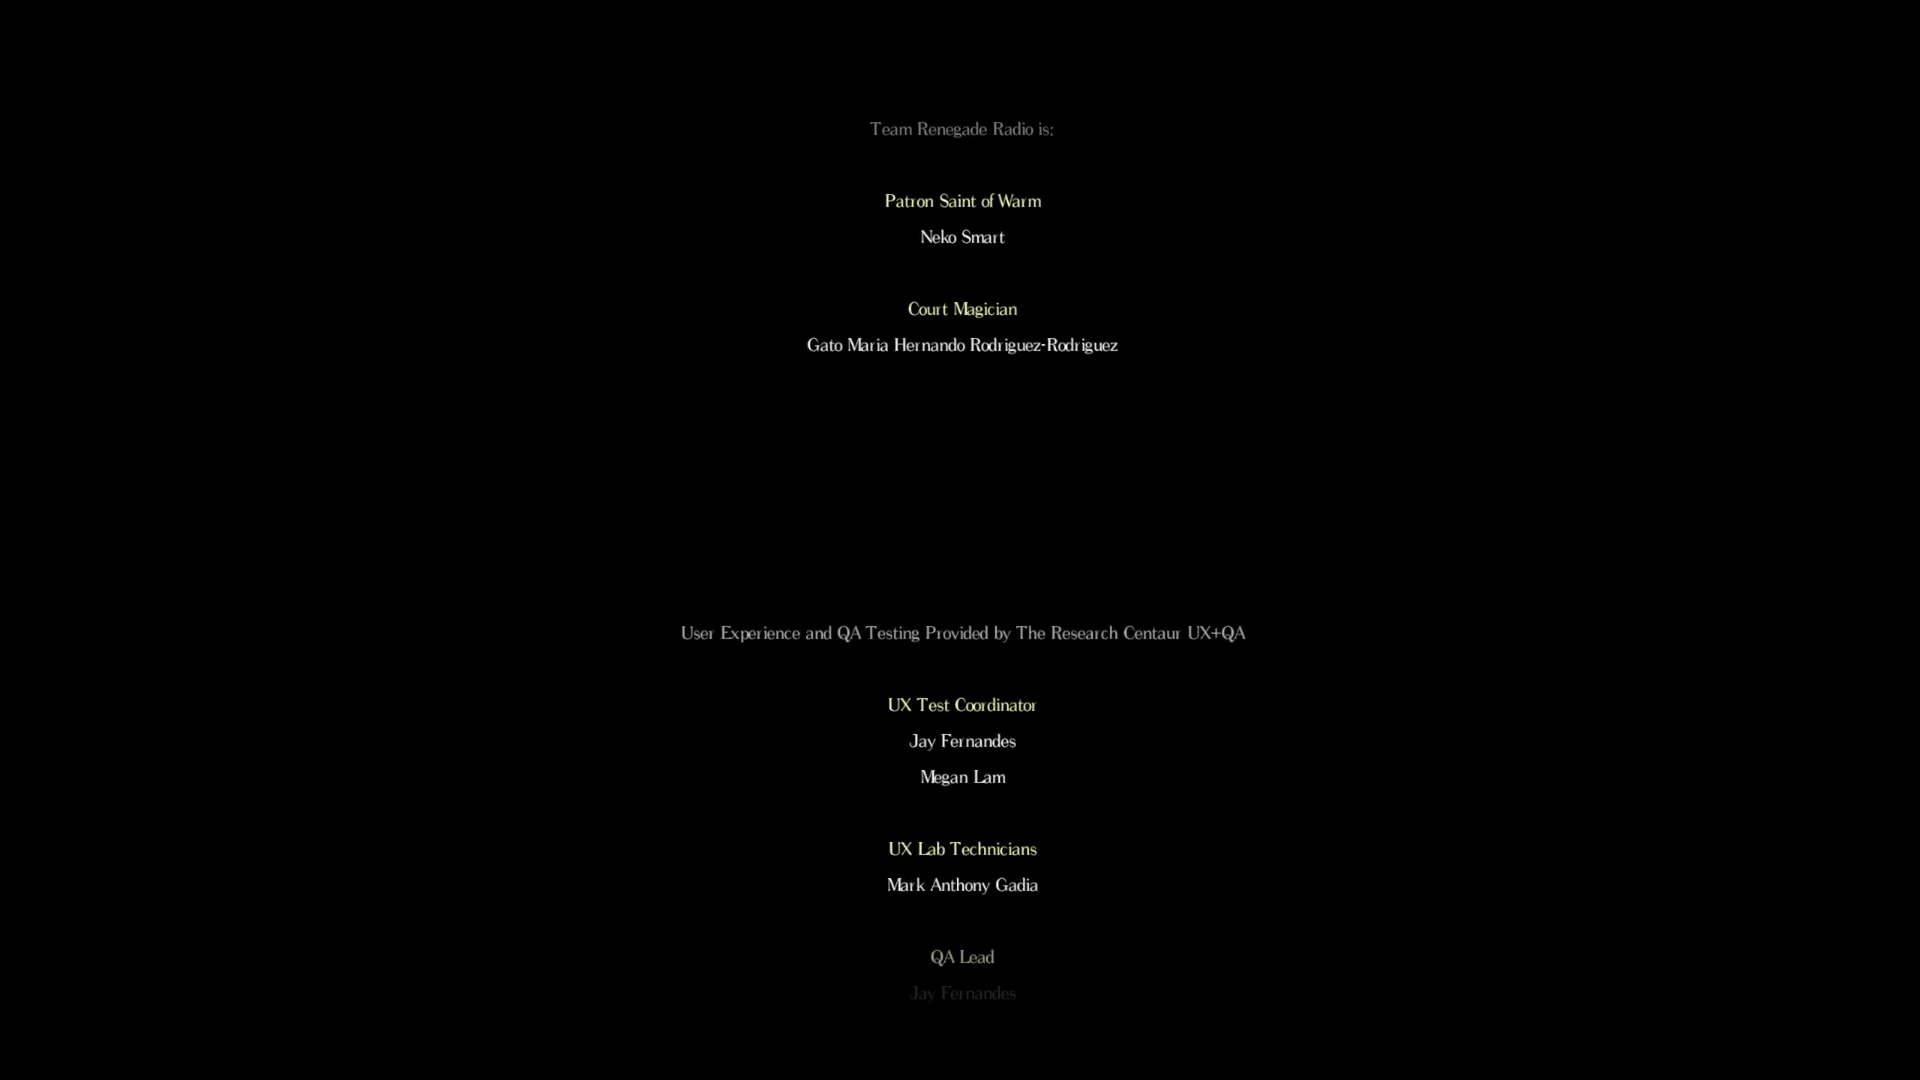 Team Renegade Radio is:
Patron Saint of Warm
Neko Smart
Court Magician
Gato Maria Hernando Rodriguez-Rodriguez
User Experience and QA Testing Provided by The Research Centaur UX+QA
UX Test Coordinator
Jay Fernandes
Megan Lam
UX Lab Technicians
Mark Anthony Gadia
QA Lead
Jay Fernandes